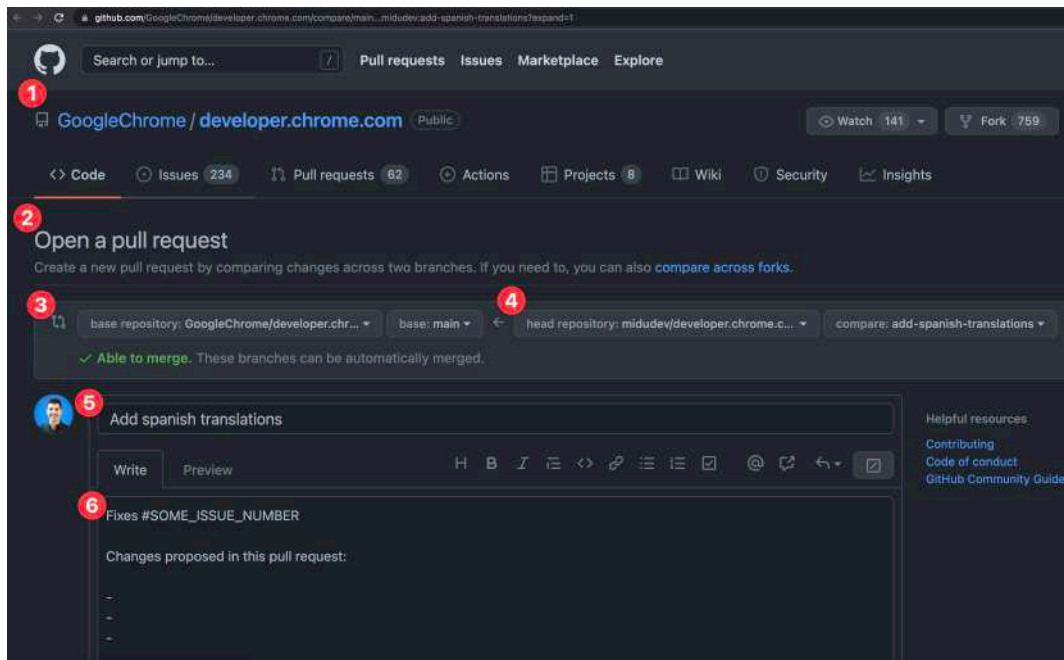 github.com/GoogleChrome/developer.chrome.com/compare/main...midudev:add-spanish-translations?expand=1
Search or jump to... / Pull requests Issues Marketplace Explore
1
GoogleChrome / developer.chrome.com Public Watch 141 Fork 759
<> Code Issues 234 Pull requests 62 Actions Projects 8 Wiki Security Insights
2
Open a pull request
Create a new pull request by comparing changes across two branches. If you need to, you can also compare across forks.
3 4
base repository: GoogleChrome/developer.chr... base: main ← head repository: midudev/developer.chrome.c... compare: add-spanish-translations
✓ Able to merge. These branches can be automatically merged.
5
Add spanish translations
Helpful resources
Contributing
Code of conduct
GitHub Community Guide
Write Preview H B I <> @
6
Fixes #SOME_ISSUE_NUMBER
Changes proposed in this pull request:
-
-
-